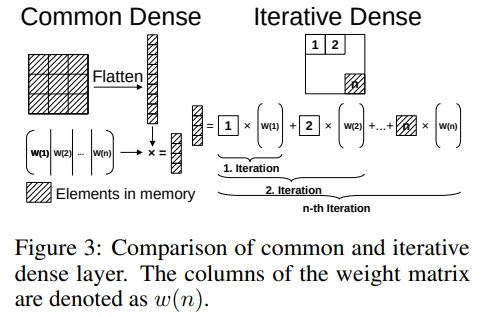 Common Dense
Iterative Dense
Flatten
1 2
n
W(1) W(2) ... W(n)
× =
= 1 × W(1) + 2 × W(2) +...+ n × W(n)
1. Iteration
2. Iteration
n-th Iteration
Elements in memory
Figure 3: Comparison of common and iterative
dense layer. The columns of the weight matrix
are denoted as w(n).